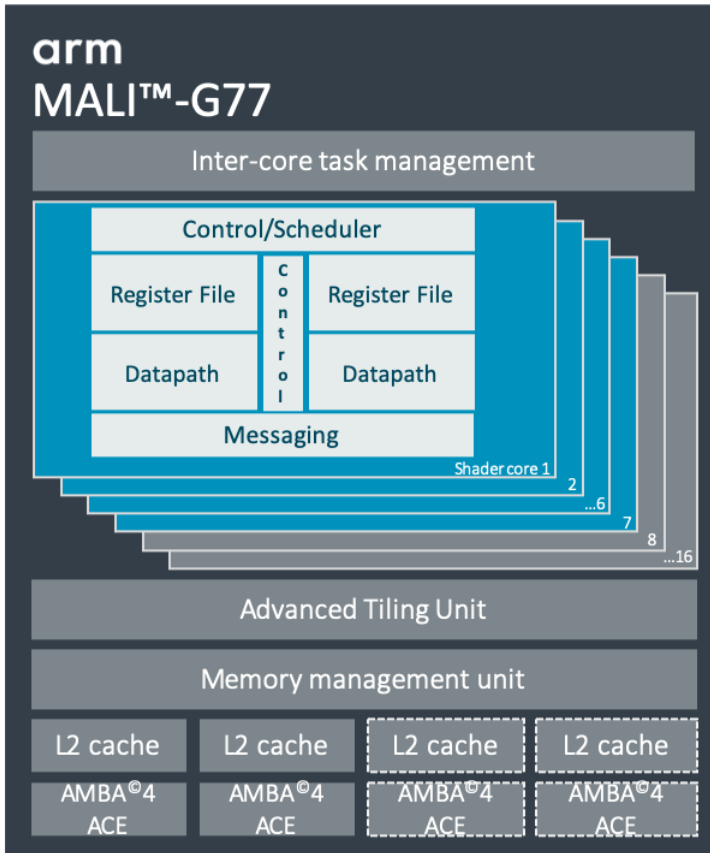 arm
MALI™-G77
Inter-core task management
Control/Scheduler
Register File
Control
Register File
Datapath
Datapath
Messaging
Shader core 1
2
...6
7
8
...16
Advanced Tiling Unit
Memory management unit
L2 cache
L2 cache
L2 cache
L2 cache
AMBA©4
ACE
AMBA©4
ACE
AMBA©4
ACE
AMBA©4
ACE